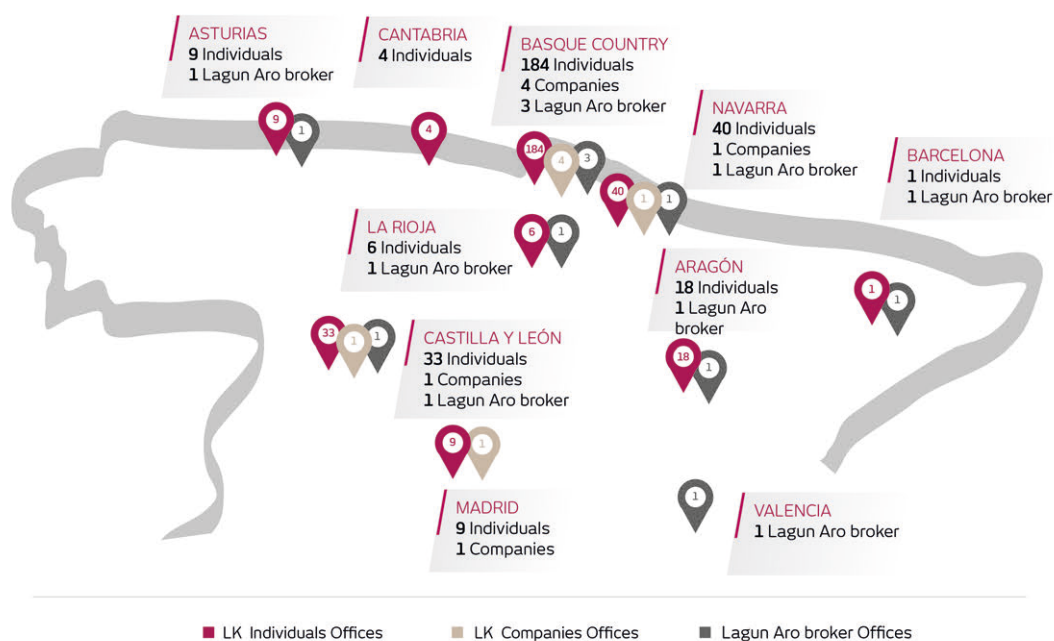 ASTURIAS
9 Individuals
1 Lagun Aro broker
CANTABRIA
4 Individuals
BASQUE COUNTRY
184 Individuals
4 Companies
3 Lagun Aro broker
NAVARRA
40 Individuals
1 Companies
1 Lagun Aro broker
BARCELONA
1 Individuals
1 Lagun Aro broker
9
1
4
184
4
3
40
1
1
LA RIOJA
6 Individuals
1 Lagun Aro broker
6
1
ARAGÓN
18 Individuals
1 Lagun Aro
broker
1
1
33
1
1
CASTILLA Y LEÓN
33 Individuals
1 Companies
1 Lagun Aro broker
18
1
9
1
MADRID
9 Individuals
1 Companies
1
VALENCIA
1 Lagun Aro broker
LK Individuals Offices
LK Companies Offices
Lagun Aro broker Offices